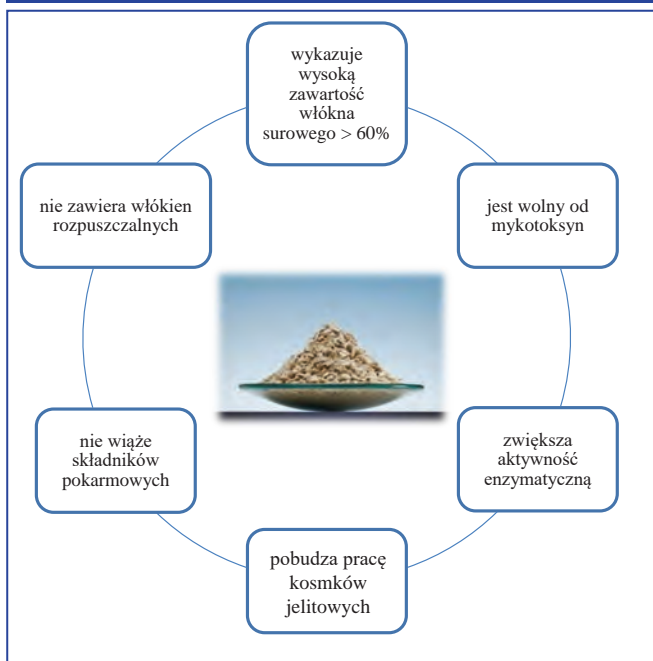 wykazuje
wysoką
zawartość
włókna
surowego > 60%
jest wolny od
mykotoksyn
zwiększa
aktywność
enzymatyczną
pobudza pracę
kosmków
jelitowych
nie wiąże
składników
pokarmowych
nie zawiera włókien
rozpuszczalnych